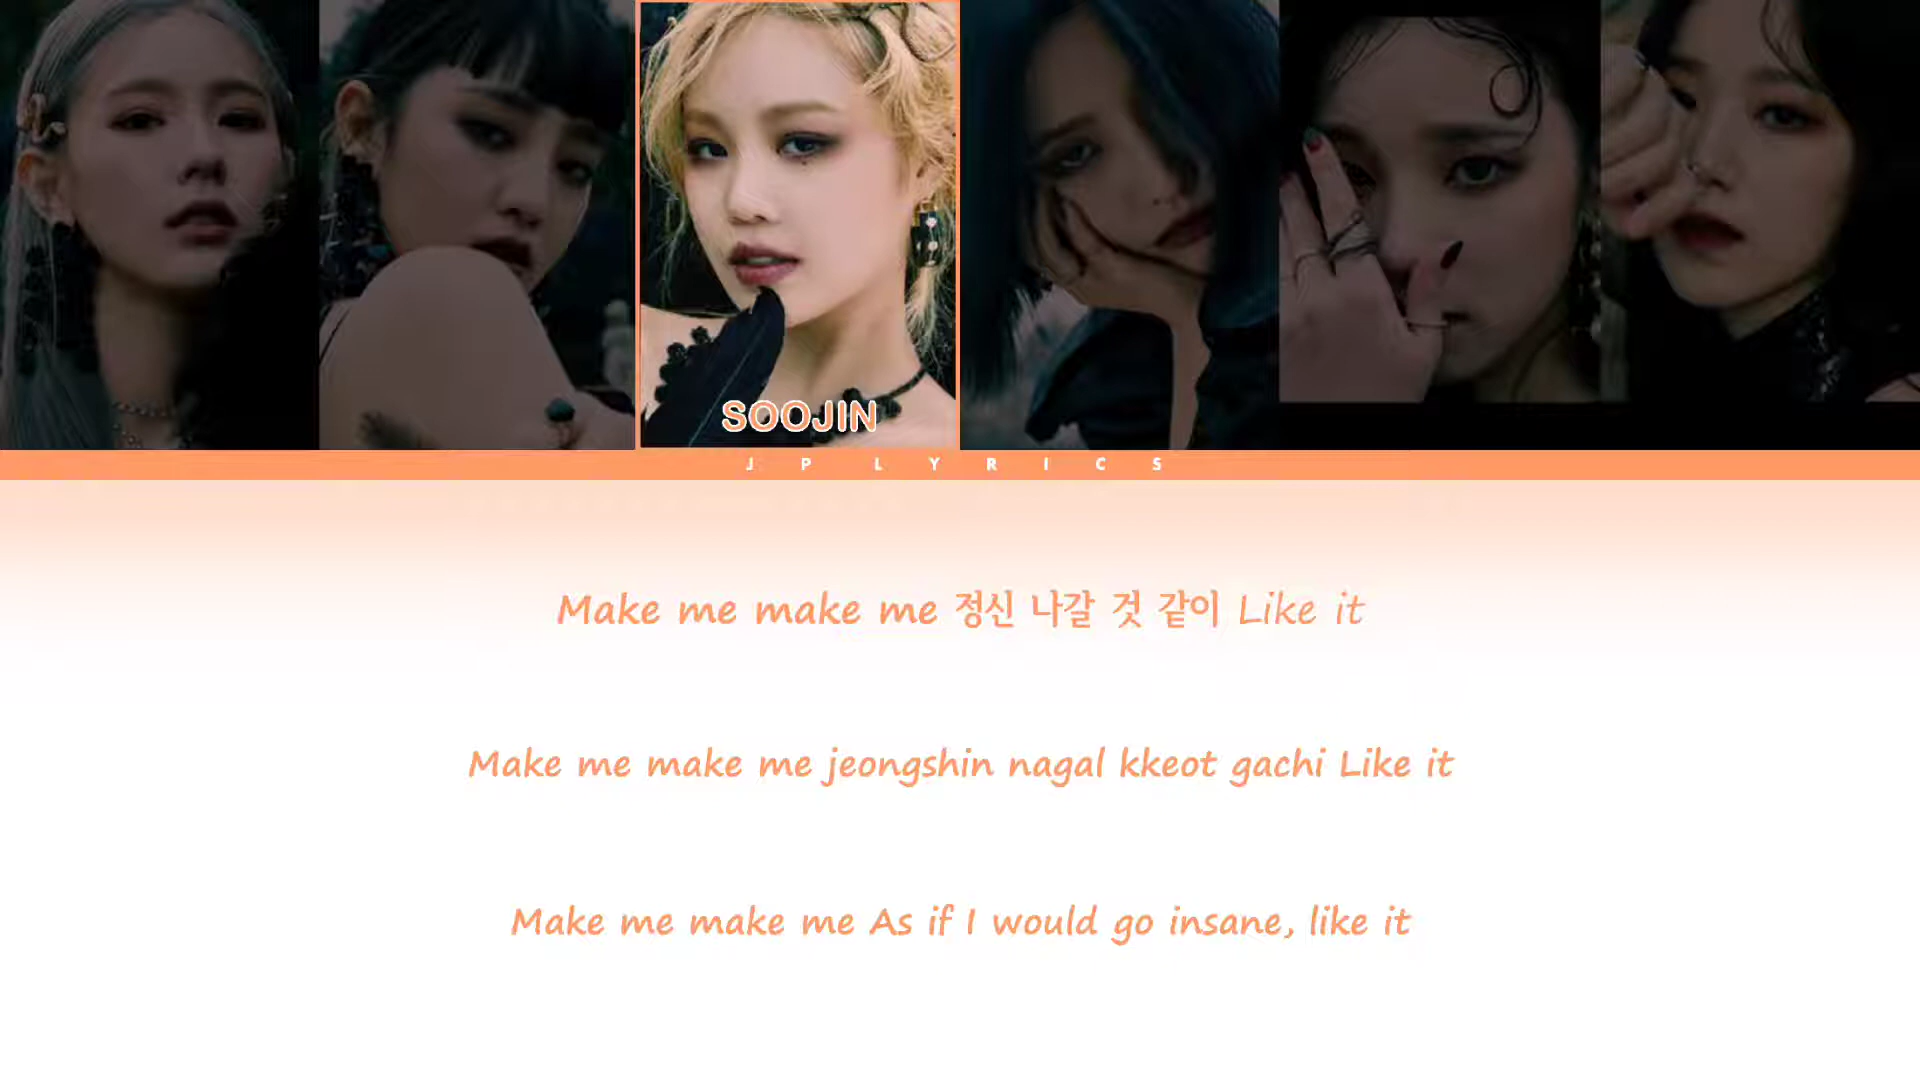 SOOJIN
JPLYRICS
Make me make me 정신 나갈 것 같이 Like it
Make me make me jeongshin nagal kkeot gachi Like it
Make me make me As if I would go insane, like it